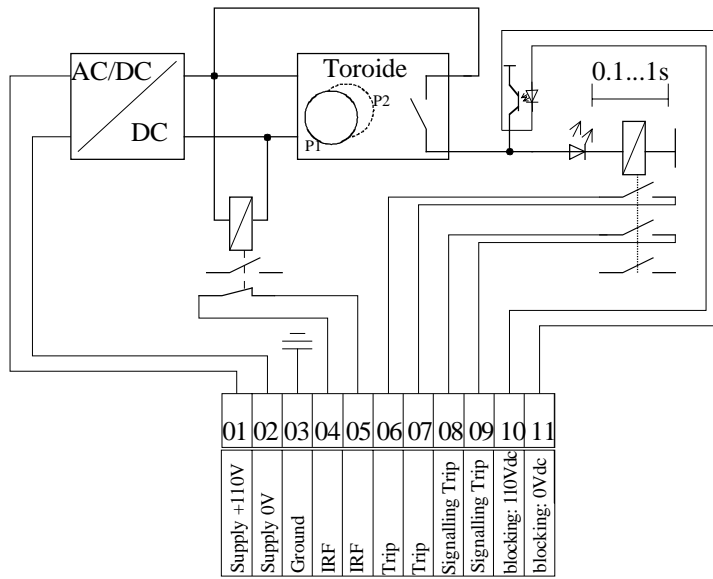 AC/DC
DC
Toroide
P2
P1
0.1...1s
01 02 03 04 05 06 07 08 09 10 11
Supply +110V
Supply 0V
Ground
IRF
IRF
Trip
Trip
Signalling Trip
Signalling Trip
blocking: 110Vdc
blocking: 0Vdc